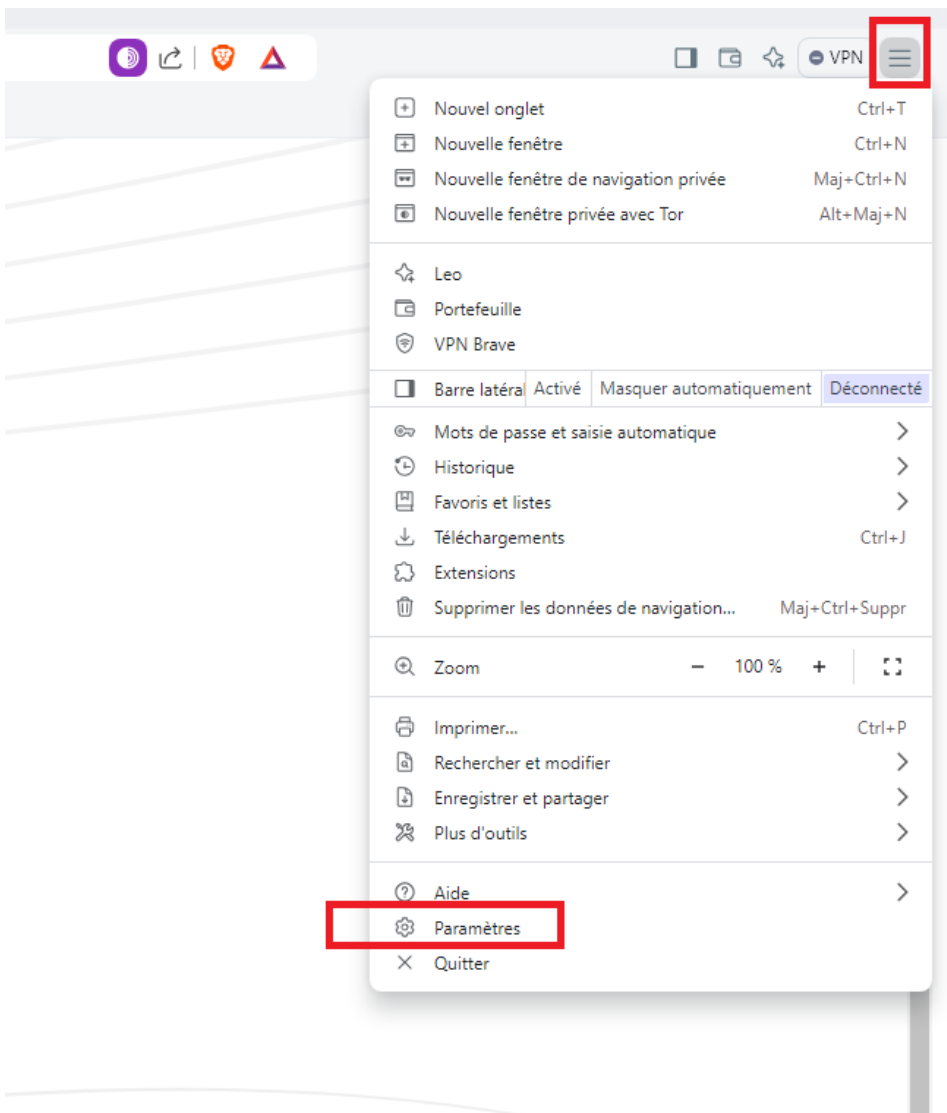 VPN
Nouvel onglet Ctrl+T
Nouvelle fenêtre Ctrl+N
Nouvelle fenêtre de navigation privée Maj+Ctrl+N
Nouvelle fenêtre privée avec Tor Alt+Maj+N
Leo
Portefeuille
VPN Brave
Barre latéral Activé Masquer automatiquement Déconnecté
Mots de passe et saisie automatique
Historique
Favoris et listes
Téléchargements Ctrl+J
Extensions
Supprimer les données de navigation... Maj+Ctrl+Suppr
Zoom − 100 % +
Imprimer... Ctrl+P
Rechercher et modifier
Enregistrer et partager
Plus d'outils
Aide
Paramètres
Quitter